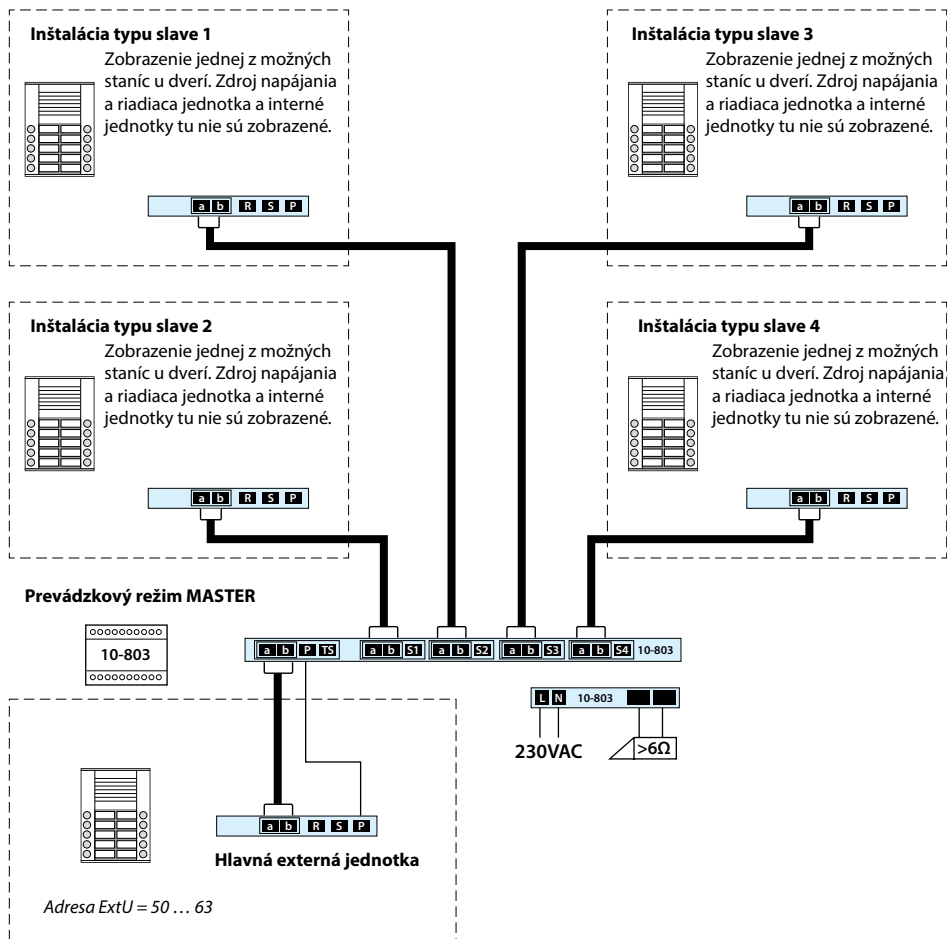 Inštalácia typu slave 1
Zobrazenie jednej z možných
staníc u dverí. Zdroj napájania
a riadiaca jednotka a interné
jednotky tu nie sú zobrazené.
a b R S P
Inštalácia typu slave 3
Zobrazenie jednej z možných
staníc u dverí. Zdroj napájania
a riadiaca jednotka a interné
jednotky tu nie sú zobrazené.
a b R S P
Inštalácia typu slave 2
Zobrazenie jednej z možných
staníc u dverí. Zdroj napájania
a riadiaca jednotka a interné
jednotky tu nie sú zobrazené.
a b R S P
Inštalácia typu slave 4
Zobrazenie jednej z možných
staníc u dverí. Zdroj napájania
a riadiaca jednotka a interné
jednotky tu nie sú zobrazené.
a b R S P
Prevádzkový režim MASTER
10-803
a b P TS a b S1 a b S2 a b S3 a b S4 10-803
L N 10-803
230VAC >6Ω
a b R S P
Hlavná externá jednotka
Adresa ExtU = 50 … 63